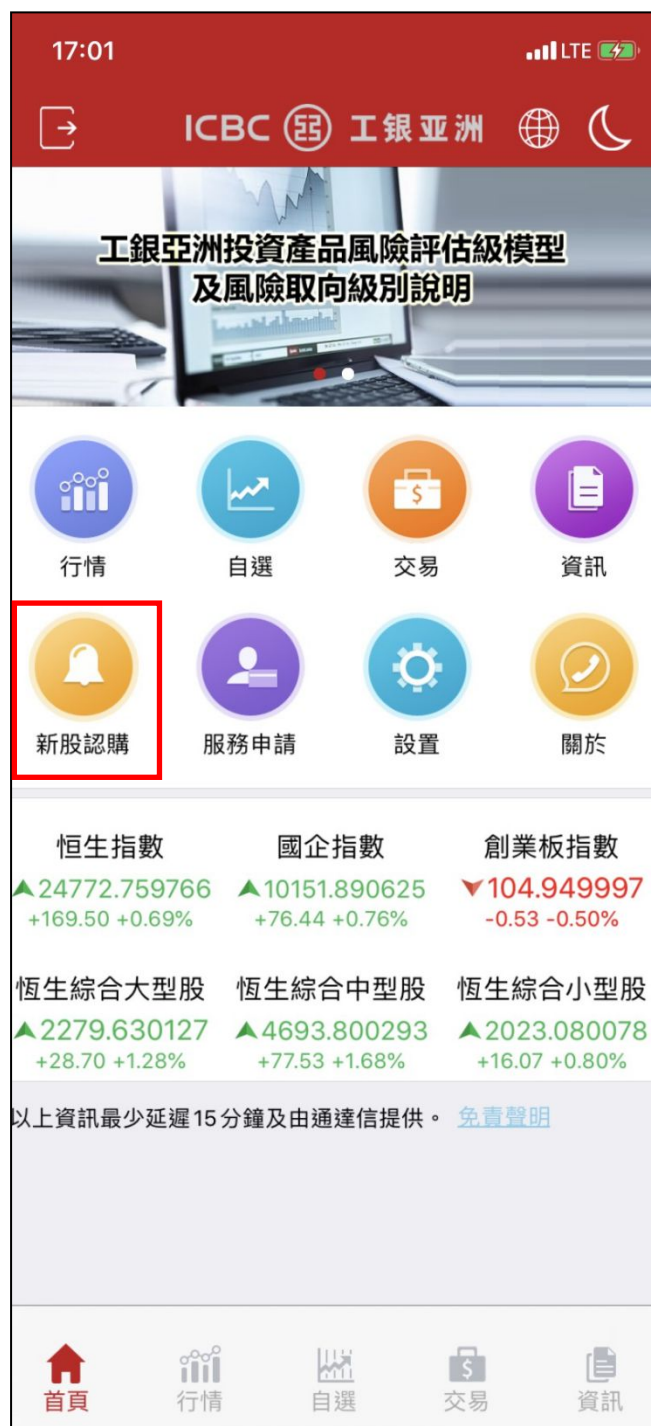 17:01 LTE
ICBC 工银亚洲
工銀亞洲投資產品風險評估級模型
及風險取向級別說明
行情 自選 交易 資訊
新股認購 服務申請 設置 關於
恒生指數 國企指數 創業板指數
24772.759766 10151.890625 104.949997
+169.50 +0.69% +76.44 +0.76% -0.53 -0.50%
恆生綜合大型股 恆生綜合中型股 恆生綜合小型股
2279.630127 4693.800293 2023.080078
+28.70 +1.28% +77.53 +1.68% +16.07 +0.80%
以上資訊最少延遲15分鐘及由通達信提供。 免責聲明
首頁 行情 自選 交易 資訊